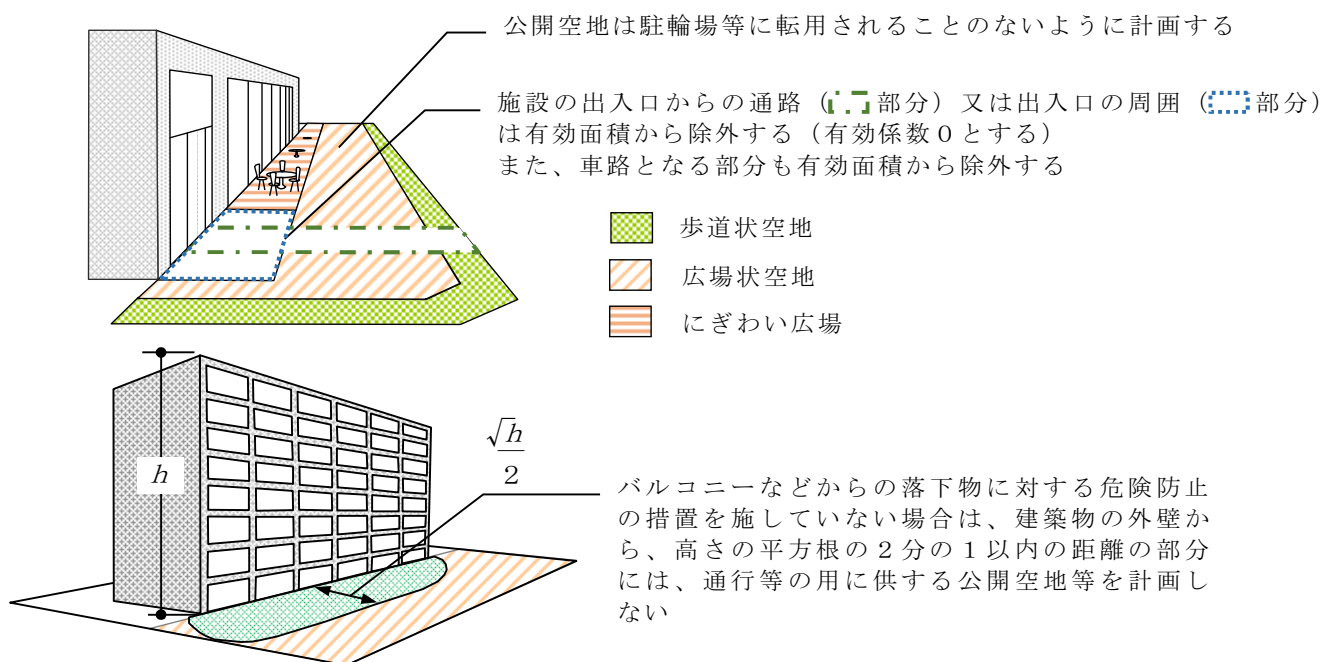 公開空地は駐輪場等に転用されることのないように計画する
施設の出入口からの通路（部分）又は出入口の周囲（部分）
は有効面積から除外する（有効係数０とする）
また、車路となる部分も有効面積から除外する
歩道状空地
広場状空地
にぎわい広場
h
√h
2
バルコニーなどからの落下物に対する危険防止
の措置を施していない場合は、建築物の外壁か
ら、高さの平方根の２分の１以内の距離の部分
には、通行等の用に供する公開空地等を計画し
ない